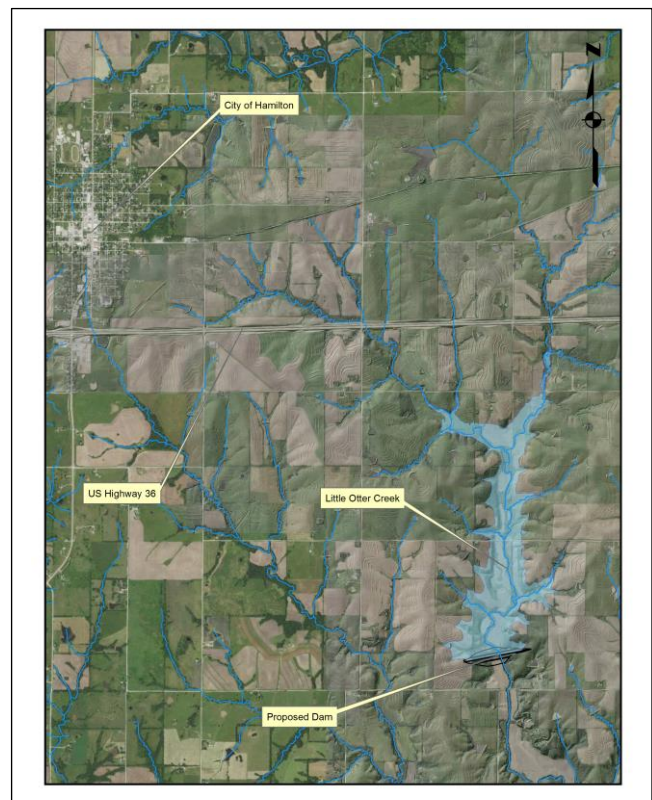 City of Hamilton
N
US Highway 36
Little Otter Creek
Proposed Dam